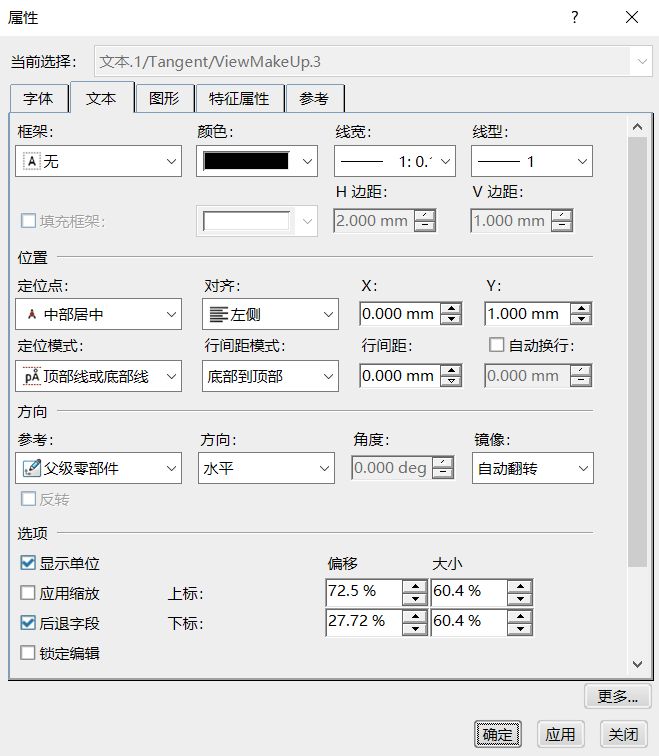 属性 ?
当前选择： 文本.1/Tangent/ViewMakeUp.3
字体 文本 图形 特征属性 参考
框架： 颜色： 线宽： 线型：
A 无 1: 0.1 1
H 边距： V 边距：
填充框架： 2.000 mm 1.000 mm
位置
定位点： 对齐： X： Y：
A 中部居中 左侧 0.000 mm 1.000 mm
定位模式： 行间距模式： 行间距： 自动换行：
pA 顶部线或底部线 底部到顶部 0.000 mm 0.000 mm
方向
参考： 方向： 角度： 镜像：
父级零部件 水平 0.000 deg 自动翻转
反转
选项
显示单位 偏移 大小
应用缩放 上标： 72.5 % 60.4 %
后退字段 下标： 27.72 % 60.4 %
锁定编辑
更多...
确定 应用 关闭